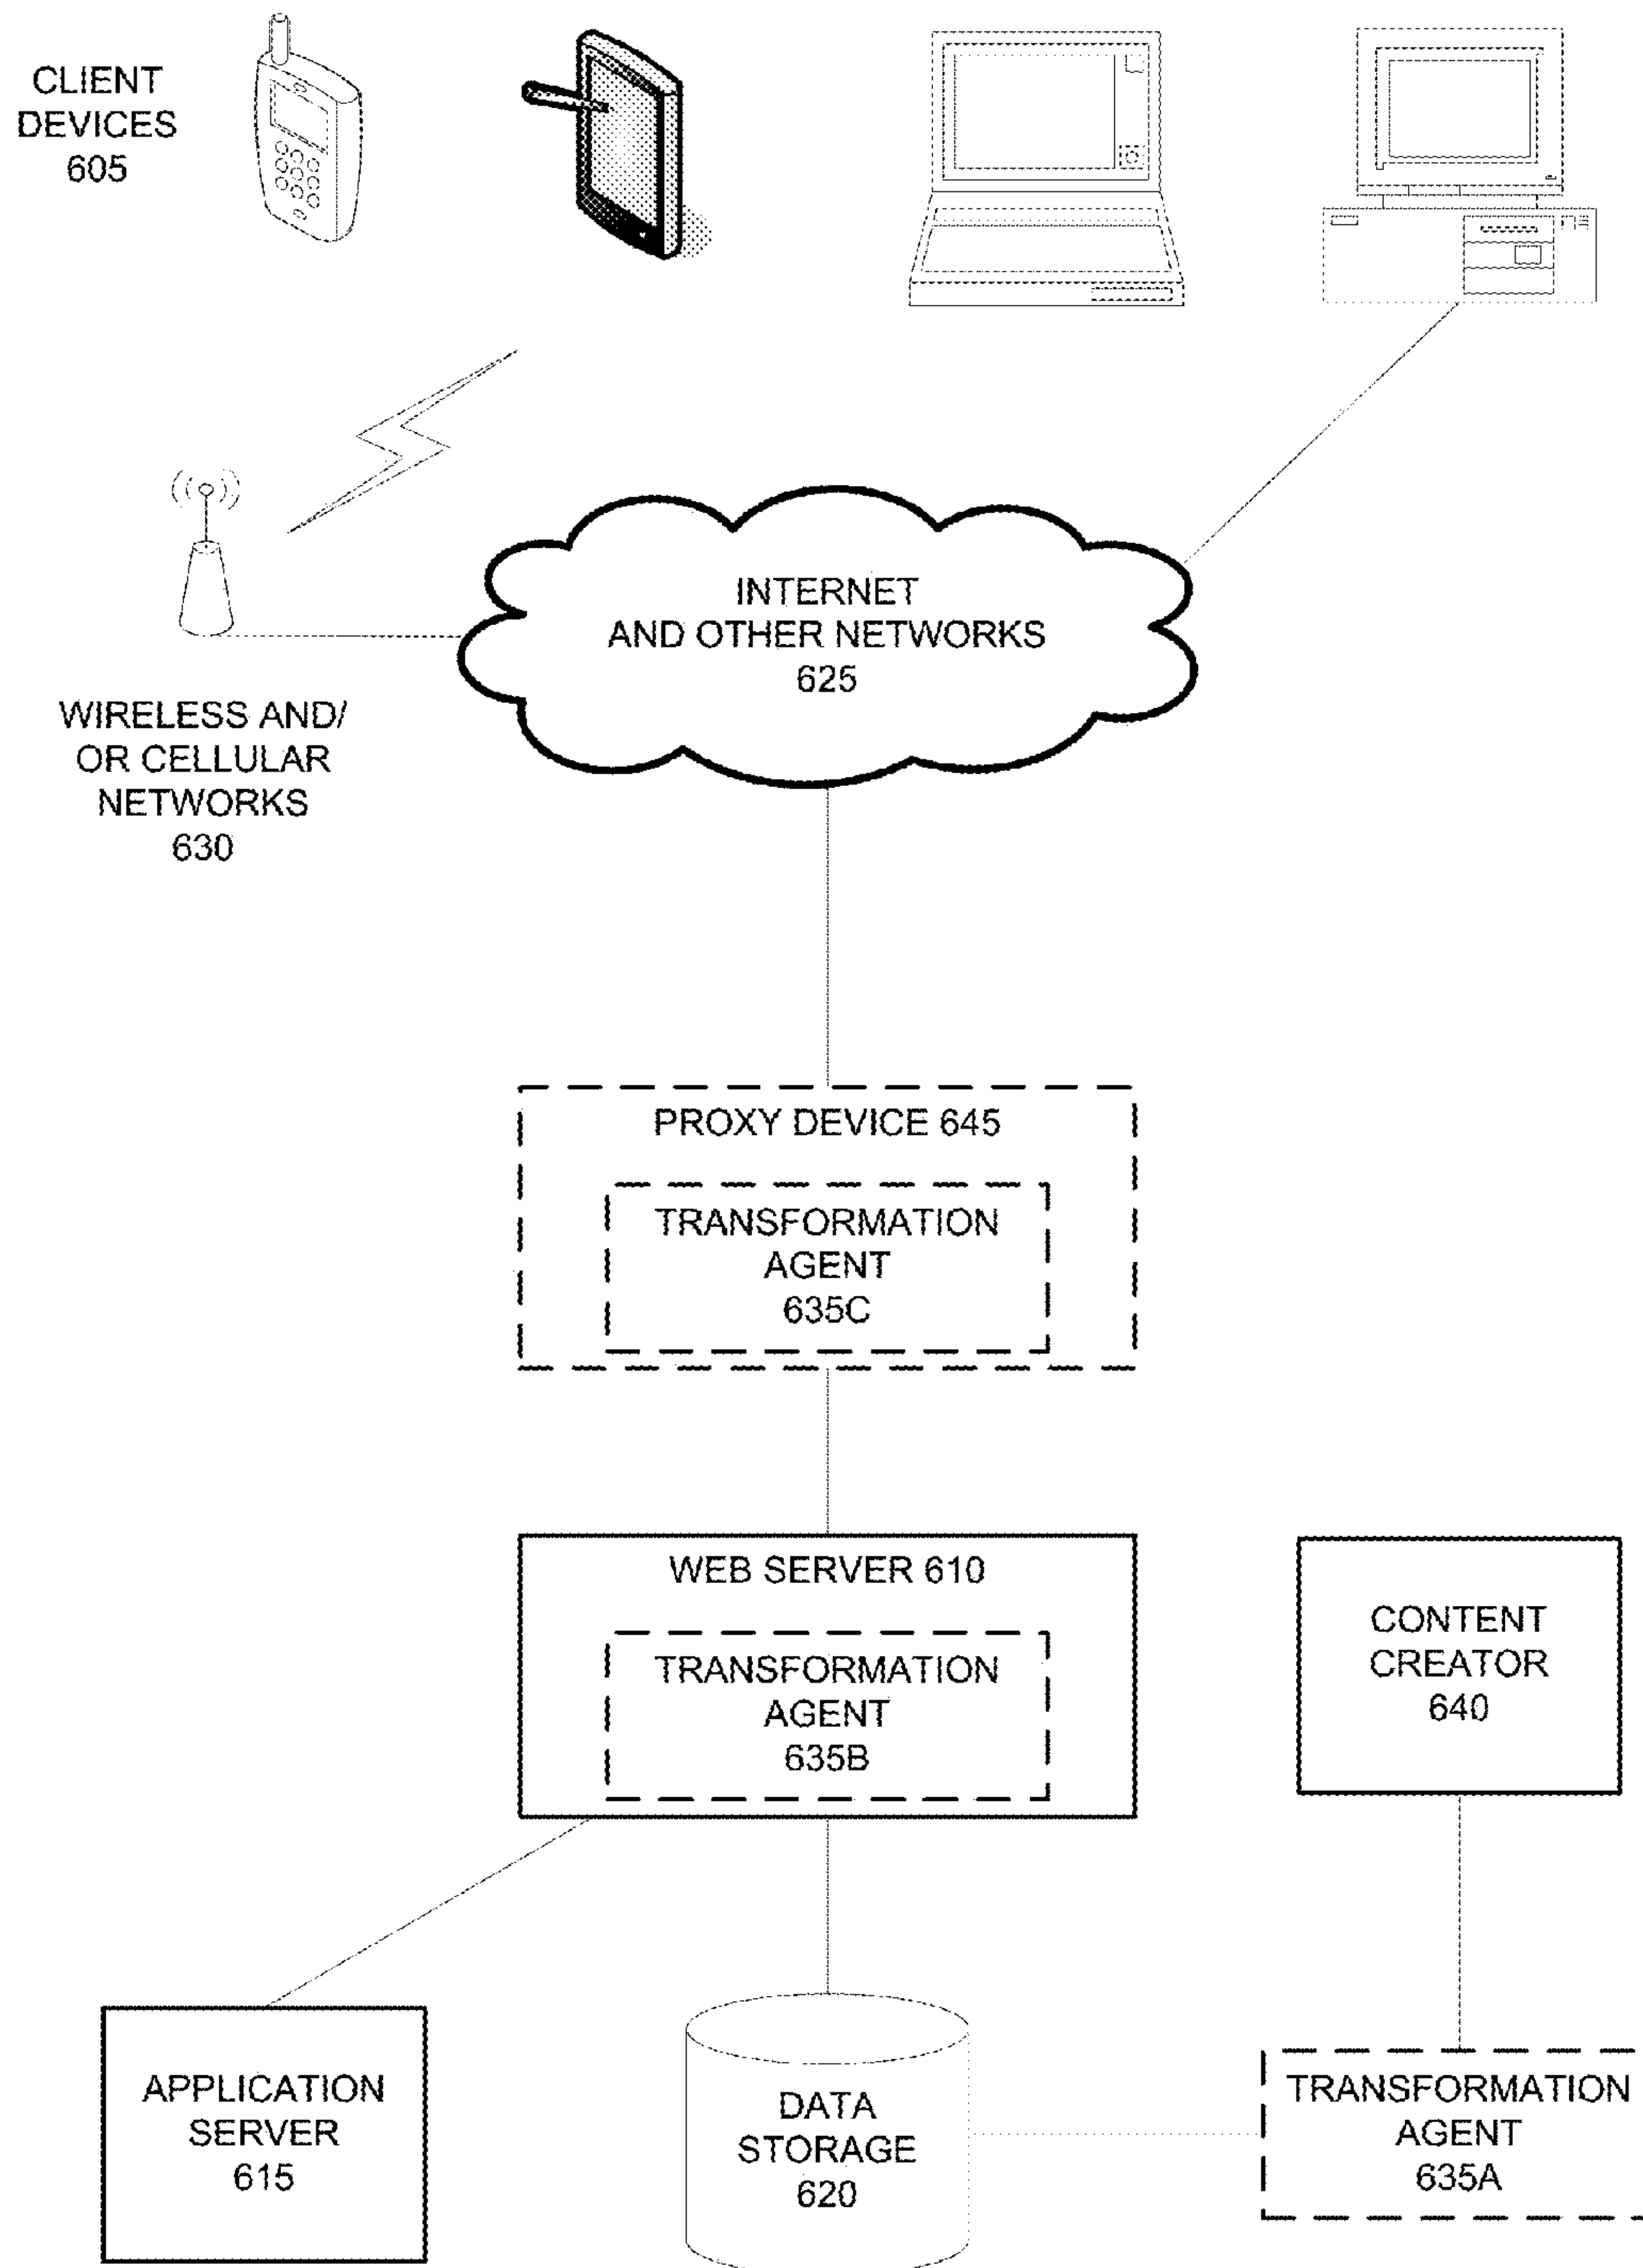 CLIENT
DEVICES
605
INTERNET
AND OTHER NETWORKS
625
WIRELESS AND/
OR CELLULAR
NETWORKS
630
PROXY DEVICE 645
TRANSFORMATION
AGENT
635C
WEB SERVER 610
TRANSFORMATION
AGENT
635B
CONTENT
CREATOR
640
APPLICATION
SERVER
615
DATA
STORAGE
620
TRANSFORMATION
AGENT
635A